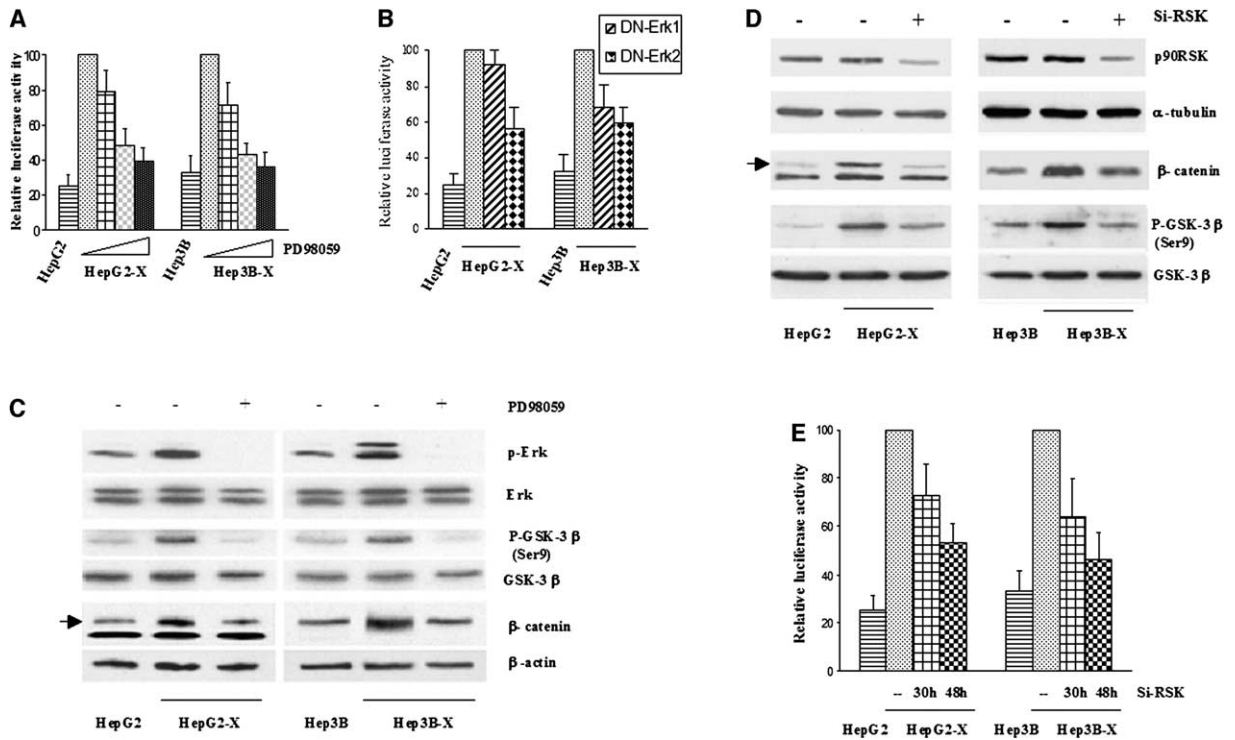 A
Relative luciferase activity
100
80
60
40
20
0
HepG2
HepG2-X
Hep3B
Hep3B-X
PD98059
B
Relative luciferase activity
100
80
60
40
20
0
DN-Erk1
DN-Erk2
HepG2
HepG2-X
Hep3B
Hep3B-X
C
- - + - - + PD98059
p-Erk
Erk
P-GSK-3 β
(Ser9)
GSK-3 β
β- catenin
β-actin
HepG2 HepG2-X Hep3B Hep3B-X
D
- - + - - + Si-RSK
p90RSK
α-tubulin
β- catenin
P-GSK-3 β
(Ser9)
GSK-3 β
HepG2 HepG2-X Hep3B Hep3B-X
E
Relative luciferase activity
100
80
60
40
20
0
-- 30h 48h -- 30h 48h Si-RSK
HepG2 HepG2-X Hep3B Hep3B-X